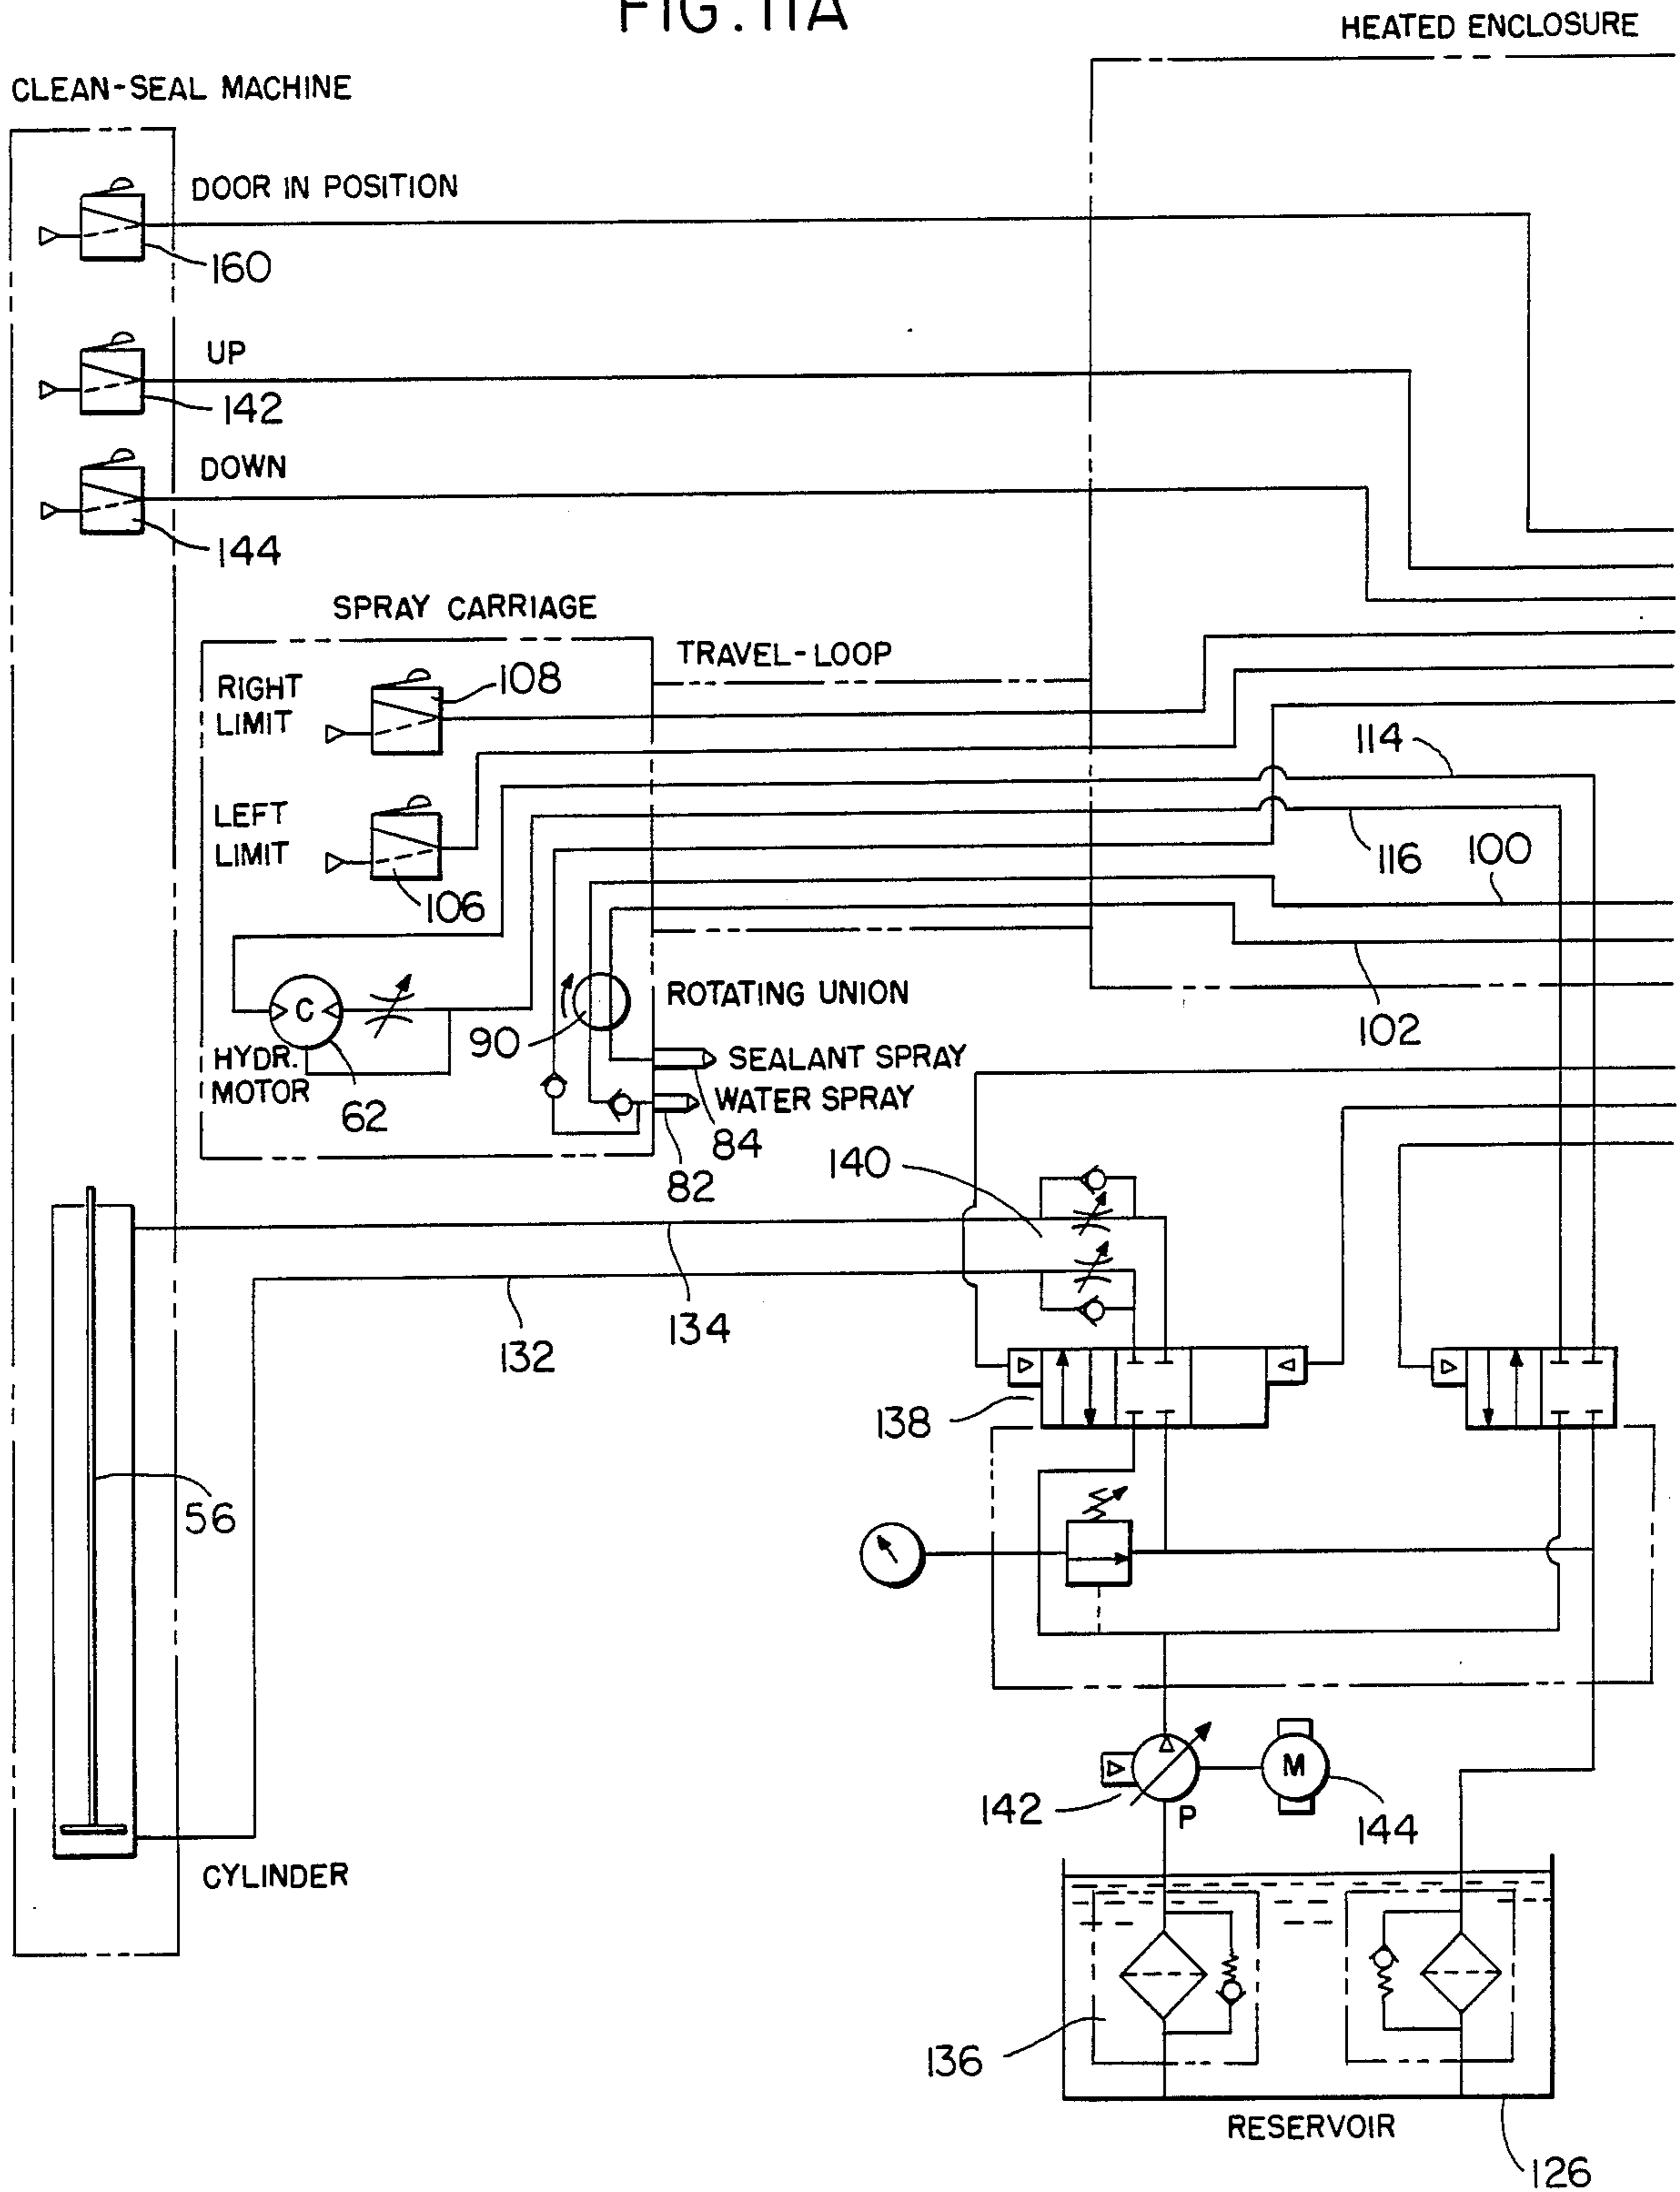 FIG. 11A
HEATED ENCLOSURE
CLEAN-SEAL MACHINE
DOOR IN POSITION
160
UP
142
DOWN
144
SPRAY CARRIAGE
TRAVEL-LOOP
RIGHT
LIMIT
108
114
LEFT
LIMIT
116
100
106
C
ROTATING UNION
102
90
HYDR.
MOTOR
62
SEALANT SPRAY
WATER SPRAY
84
82
140
134
132
138
56
M
142
P
144
CYLINDER
136
RESERVOIR
126